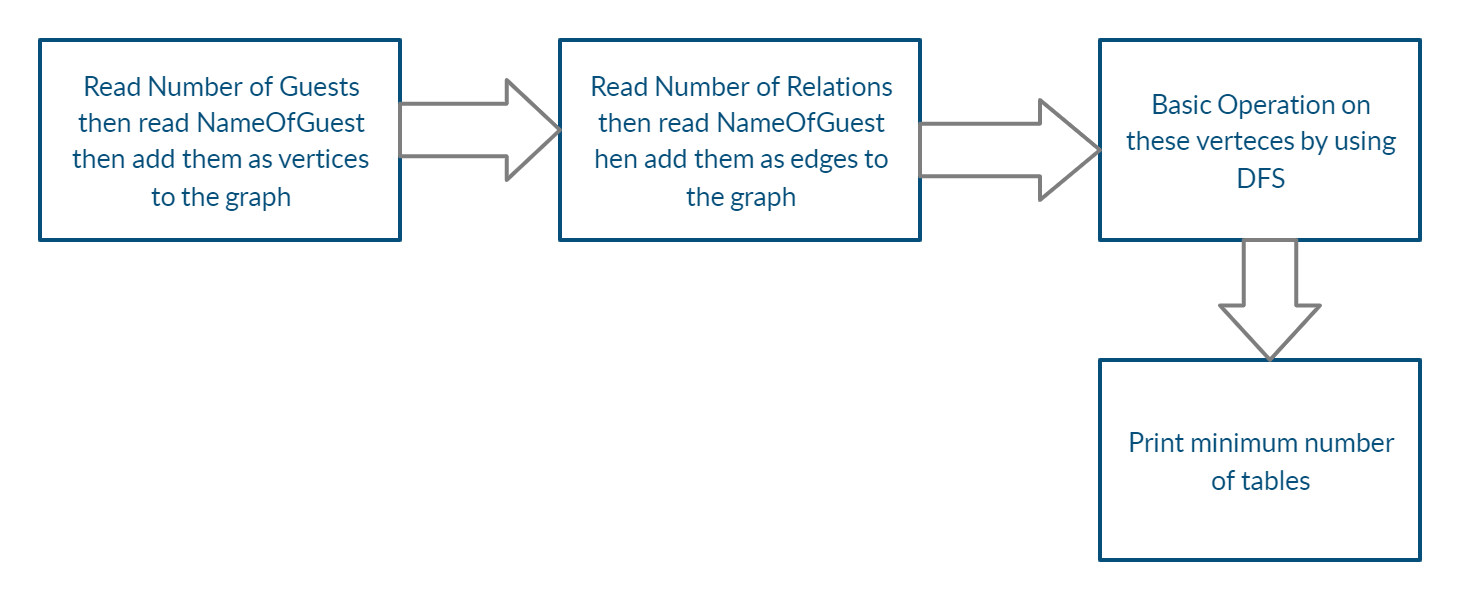 Read Number of Guests
then read NameOfGuest
then add them as vertices
to the graph
Read Number of Relations
then read NameOfGuest
hen add them as edges to
the graph
Basic Operation on
these verteces by using
DFS
Print minimum number
of tables